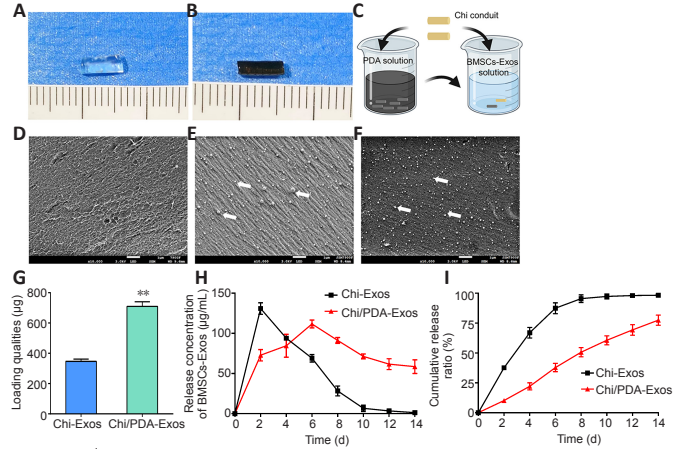 A
B
C
Chi conduit
PDA solution
BMSCs-Exos
solution
D
E
F
G
Loading qualities (μg)
800
600
400
200
0
**
Chi-Exos
Chi/PDA-Exos
H
Release concentration
of BMSCs-Exos (μg/mL)
150
100
50
0
Chi-Exos
Chi/PDA-Exos
0 2 4 6 8 10 12 14
Time (d)
I
Cumulative release
ratio (%)
100
75
50
25
0
Chi-Exos
Chi/PDA-Exos
0 2 4 6 8 10 12 14
Time (d)